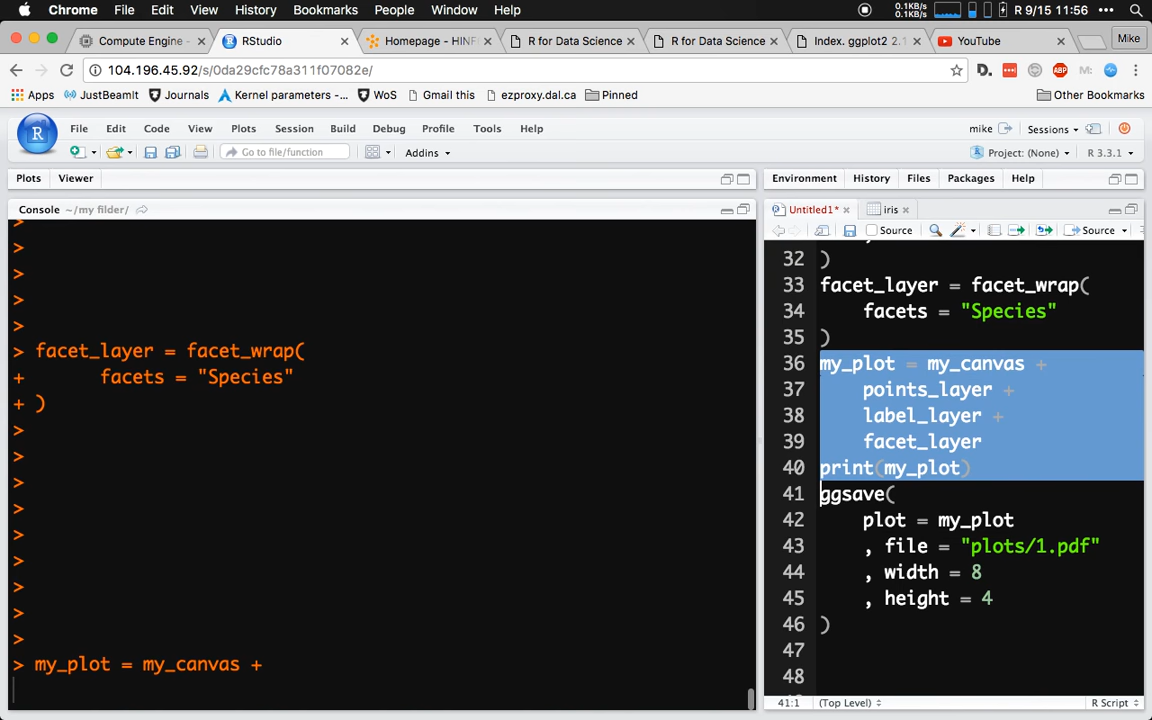 Chrome File Edit View History Bookmarks People Window Help 0.1KB/s 0.1KB/s R 9/15 11:56
Compute Engine - RStudio Homepage - HINF R for Data Science R for Data Science Index. ggplot2 2.1 YouTube Mike
104.196.45.92/s/0da29cfc78a311f07082e/ D. ABP M:
Apps JustBeamIt Journals Kernel parameters -... WoS Gmail this ezproxy.dal.ca Pinned Other Bookmarks
R File Edit Code View Plots Session Build Debug Profile Tools Help mike Sessions
Go to file/function Addins Project: (None) R 3.3.1
Plots Viewer Environment History Files Packages Help
Console ~/my filder/ Untitled1* iris
Source Source
>
>
>
>
>
> facet_layer = facet_wrap(
+ facets = "Species"
+ )
>
>
>
>
>
>
>
>
>
> my_plot = my_canvas +
32 )
33 facet_layer = facet_wrap(
34 facets = "Species"
35 )
36 my_plot = my_canvas +
37 points_layer +
38 label_layer +
39 facet_layer
40 print(my_plot)
41 ggsave(
42 plot = my_plot
43 , file = "plots/1.pdf"
44 , width = 8
45 , height = 4
46 )
47
48
41:1 (Top Level) R Script